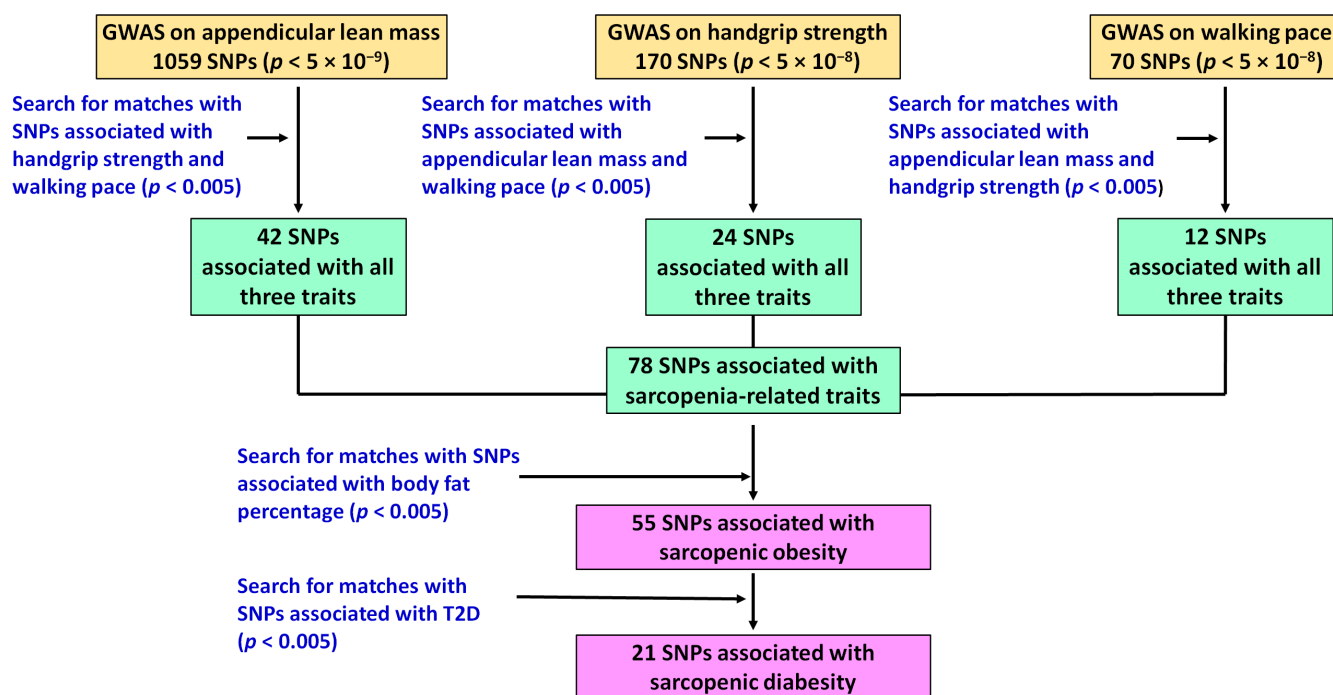 GWAS on appendicular lean mass
1059 SNPs (p < 5 × 10⁻⁹)
GWAS on handgrip strength
170 SNPs (p < 5 × 10⁻⁸)
GWAS on walking pace
70 SNPs (p < 5 × 10⁻⁸)
Search for matches with
SNPs associated with
handgrip strength and
walking pace (p < 0.005)
Search for matches with
SNPs associated with
appendicular lean mass and
walking pace (p < 0.005)
Search for matches with
SNPs associated with
appendicular lean mass and
handgrip strength (p < 0.005)
42 SNPs
associated with all
three traits
24 SNPs
associated with all
three traits
12 SNPs
associated with all
three traits
78 SNPs associated with
sarcopenia-related traits
Search for matches with SNPs
associated with body fat
percentage (p < 0.005)
55 SNPs associated with
sarcopenic obesity
Search for matches with
SNPs associated with T2D
(p < 0.005)
21 SNPs associated with
sarcopenic diabesity